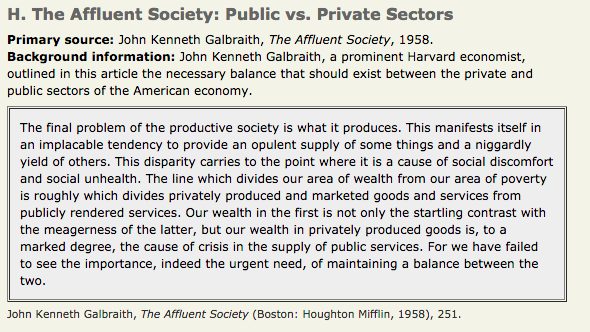 H. The Affluent Society: Public vs. Private Sectors
Primary source: John Kenneth Galbraith, The Affluent Society, 1958.
Background information: John Kenneth Galbraith, a prominent Harvard economist,
outlined in this article the necessary balance that should exist between the private and
public sectors of the American economy.
The final problem of the productive society is what it produces. This manifests itself in
an implacable tendency to provide an opulent supply of some things and a niggardly
yield of others. This disparity carries to the point where it is a cause of social discomfort
and social unhealth. The line which divides our area of wealth from our area of poverty
is roughly which divides privately produced and marketed goods and services from
publicly rendered services. Our wealth in the first is not only the startling contrast with
the meagerness of the latter, but our wealth in privately produced goods is, to a
marked degree, the cause of crisis in the supply of public services. For we have failed
to see the importance, indeed the urgent need, of maintaining a balance between the
two.
John Kenneth Galbraith, The Affluent Society (Boston: Houghton Mifflin, 1958), 251.